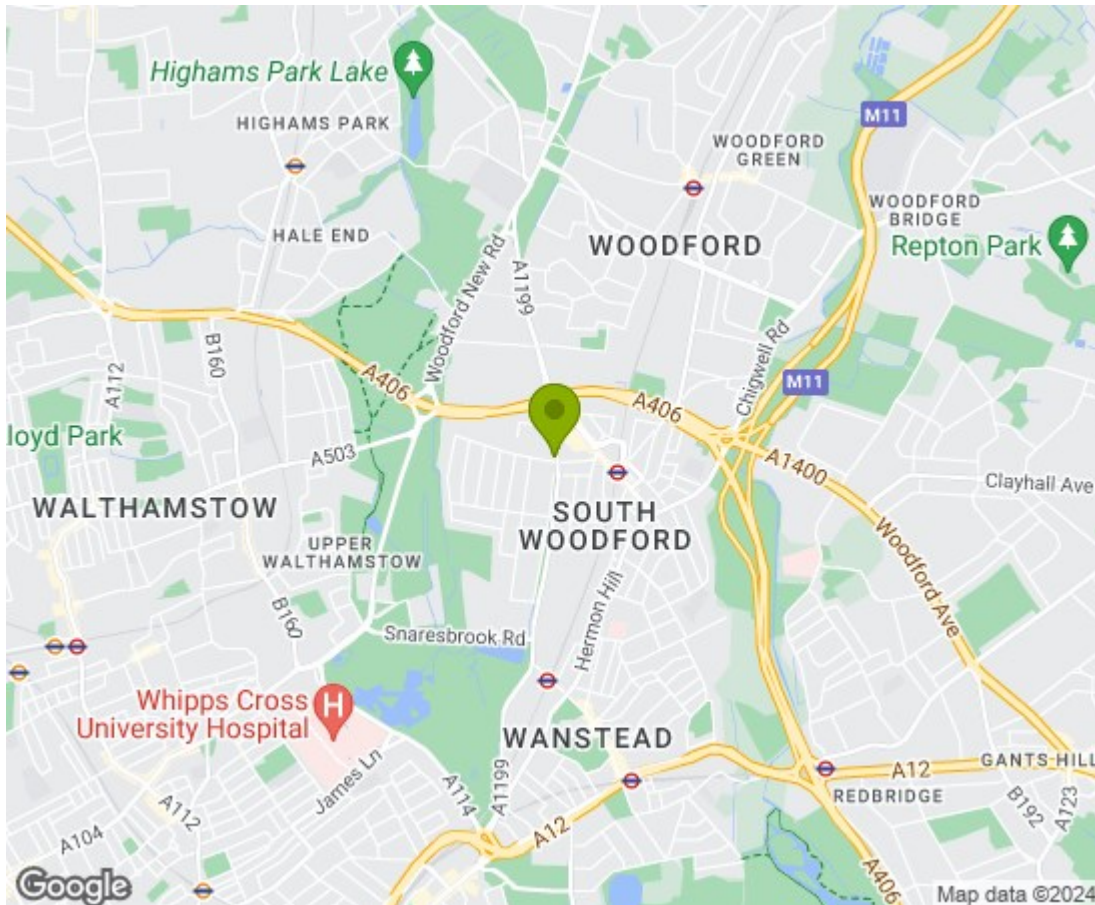 Highams Park Lake
HIGHAMS PARK
M11
WOODFORD
GREEN
WOODFORD
BRIDGE
Repton Park
HALE END
WOODFORD
Woodford New Rd
A1199
B160
A112
A406
Chigwell Rd
M11
A406
loyd Park
A503
A1400
Clayhall Ave
WALTHAMSTOW
SOUTH
WOODFORD
UPPER
WALTHAMSTOW
Woodford Ave
B160
Hermon Hill
Snaresbrook Rd
Whipps Cross
University Hospital
H
WANSTEAD
James Ln
A1199
A114
A12
GANTS HILL
REDBRIDGE
A112
A104
A12
B192
A123
A406
Google
Map data ©2024